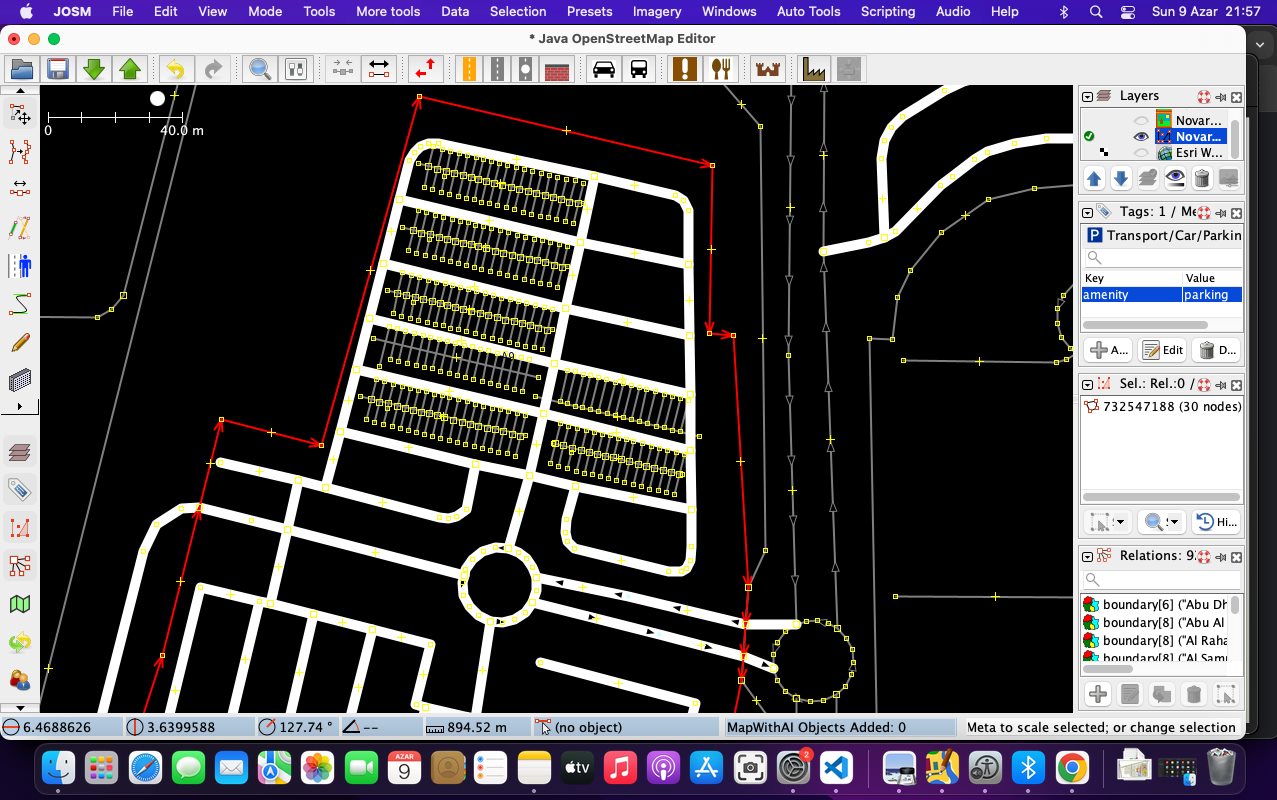 JOSM File Edit View Mode Tools More tools Data Selection Presets Imagery Windows Auto Tools Scripting Audio Help Sun 9 Azar 21:57
* Java OpenStreetMap Editor
0 40.0 m
Layers
Novar...
Novar...
Esri W...
Tags: 1 / Me
P Transport/Car/Parkin
Key Value
amenity parking
A... Edit D...
Sel.: Rel.:0 /
732547188 (30 nodes)
Hi...
Relations: 9
boundary[6] ("Abu Dh
boundary[8] ("Abu Al
boundary[8] ("Al Raha
boundary[8] ("Al Sam
6.4688626 3.6399588 127.74 ° -- 894.52 m (no object) MapWithAI Objects Added: 0 Meta to scale selected; or change selection
AZAR
9
tv
2